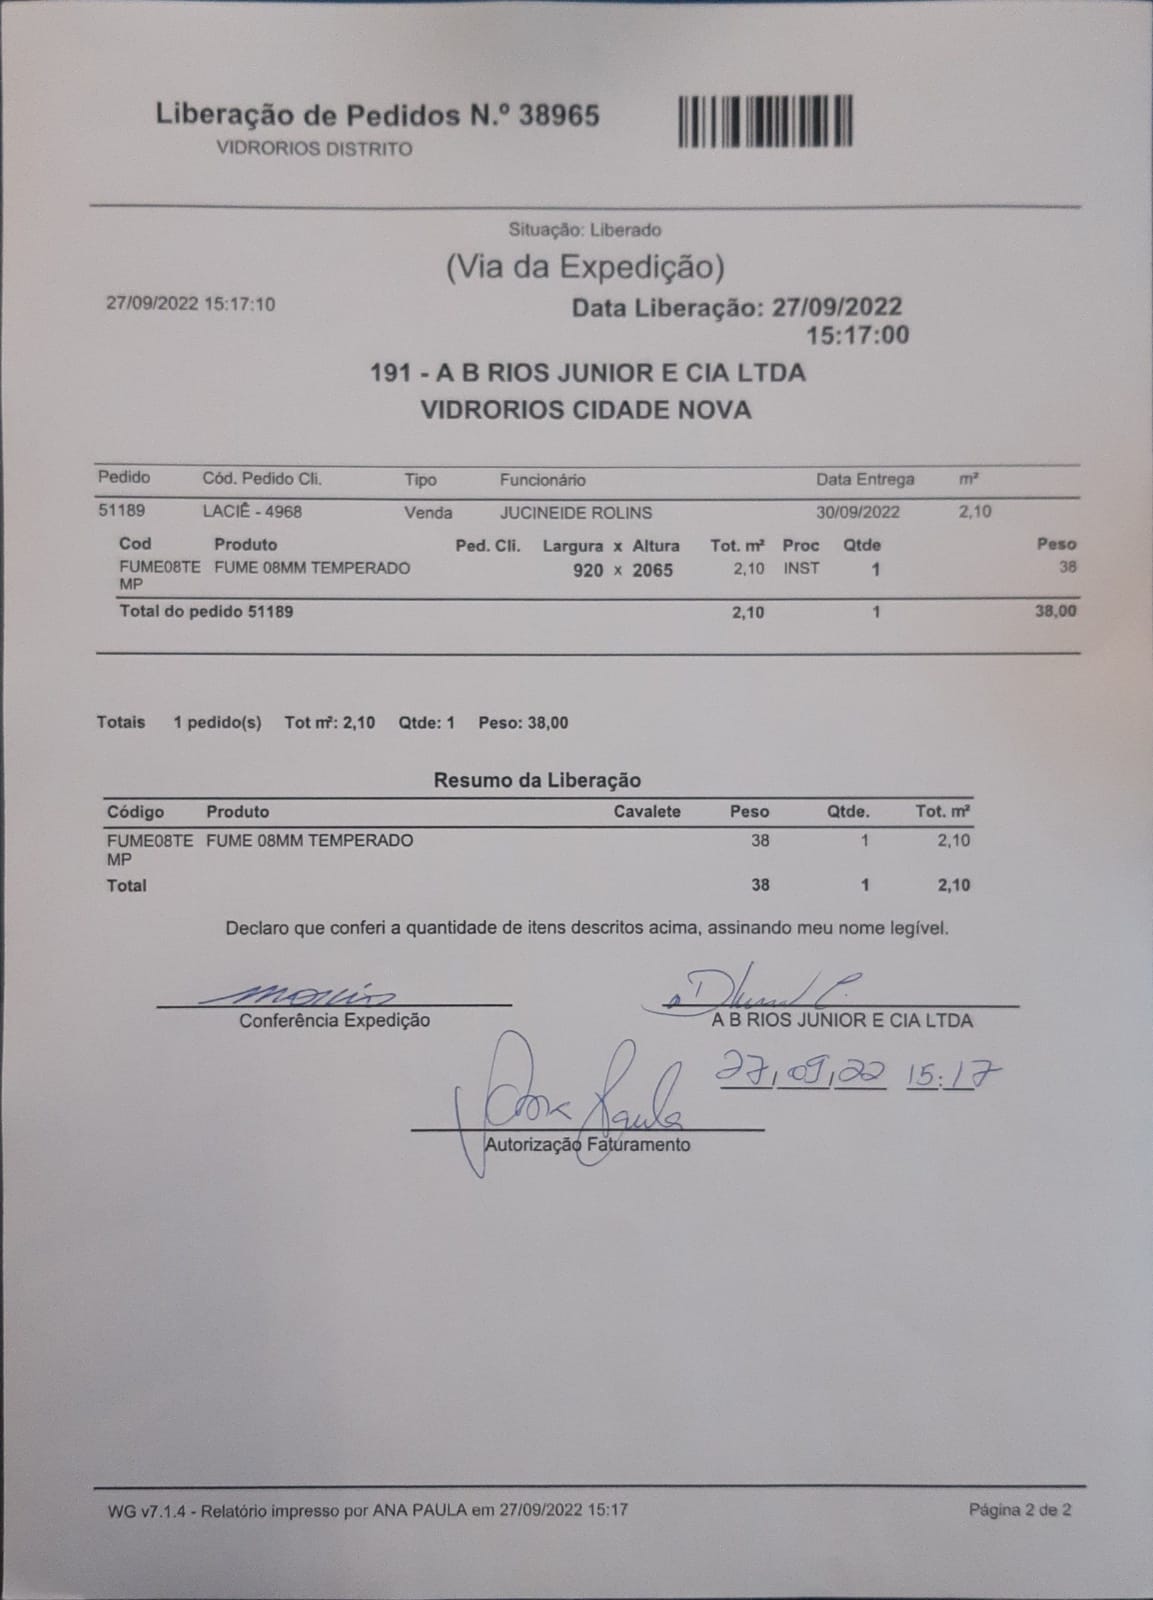 Liberação de Pedidos N.º 38965
VIDRORIOS DISTRITO
Situação: Liberado
(Via da Expedição)
27/09/2022 15:17:10
Data Liberação: 27/09/2022
15:17:00
191 - A B RIOS JUNIOR E CIA LTDA
VIDRORIOS CIDADE NOVA
Pedido Cód. Pedido Cli. Tipo Funcionário Data Entrega m²
51189 LACIÊ - 4968 Venda JUCINEIDE ROLINS 30/09/2022 2,10
Cod Produto Ped. Cli. Largura x Altura Tot. m² Proc Qtde Peso
FUME08TE FUME 08MM TEMPERADO 920 x 2065 2,10 INST 1 38
MP
Total do pedido 51189 2,10 1 38,00
Totais 1 pedido(s) Tot m²: 2,10 Qtde: 1 Peso: 38,00
Resumo da Liberação
Código Produto Cavalete Peso Qtde. Tot. m²
FUME08TE FUME 08MM TEMPERADO 38 1 2,10
MP
Total 38 1 2,10
Declaro que conferi a quantidade de itens descritos acima, assinando meu nome legível.
Conferência Expedição A B RIOS JUNIOR E CIA LTDA
27,09,22 15:17
Ana Paula
Autorização Faturamento
WG v7.1.4 - Relatório impresso por ANA PAULA em 27/09/2022 15:17 Página 2 de 2